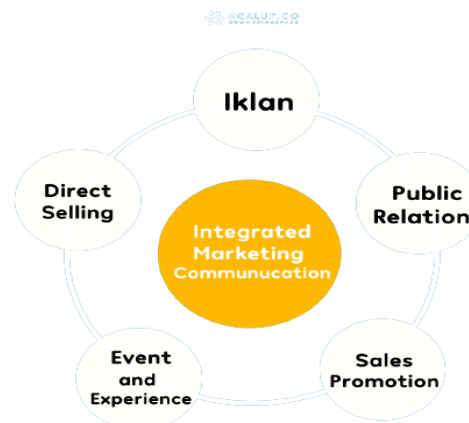 Iklan
Direct
Selling
Public
Relation
Integrated
Marketing
Communucation
Event
and
Experience
Sales
Promotion